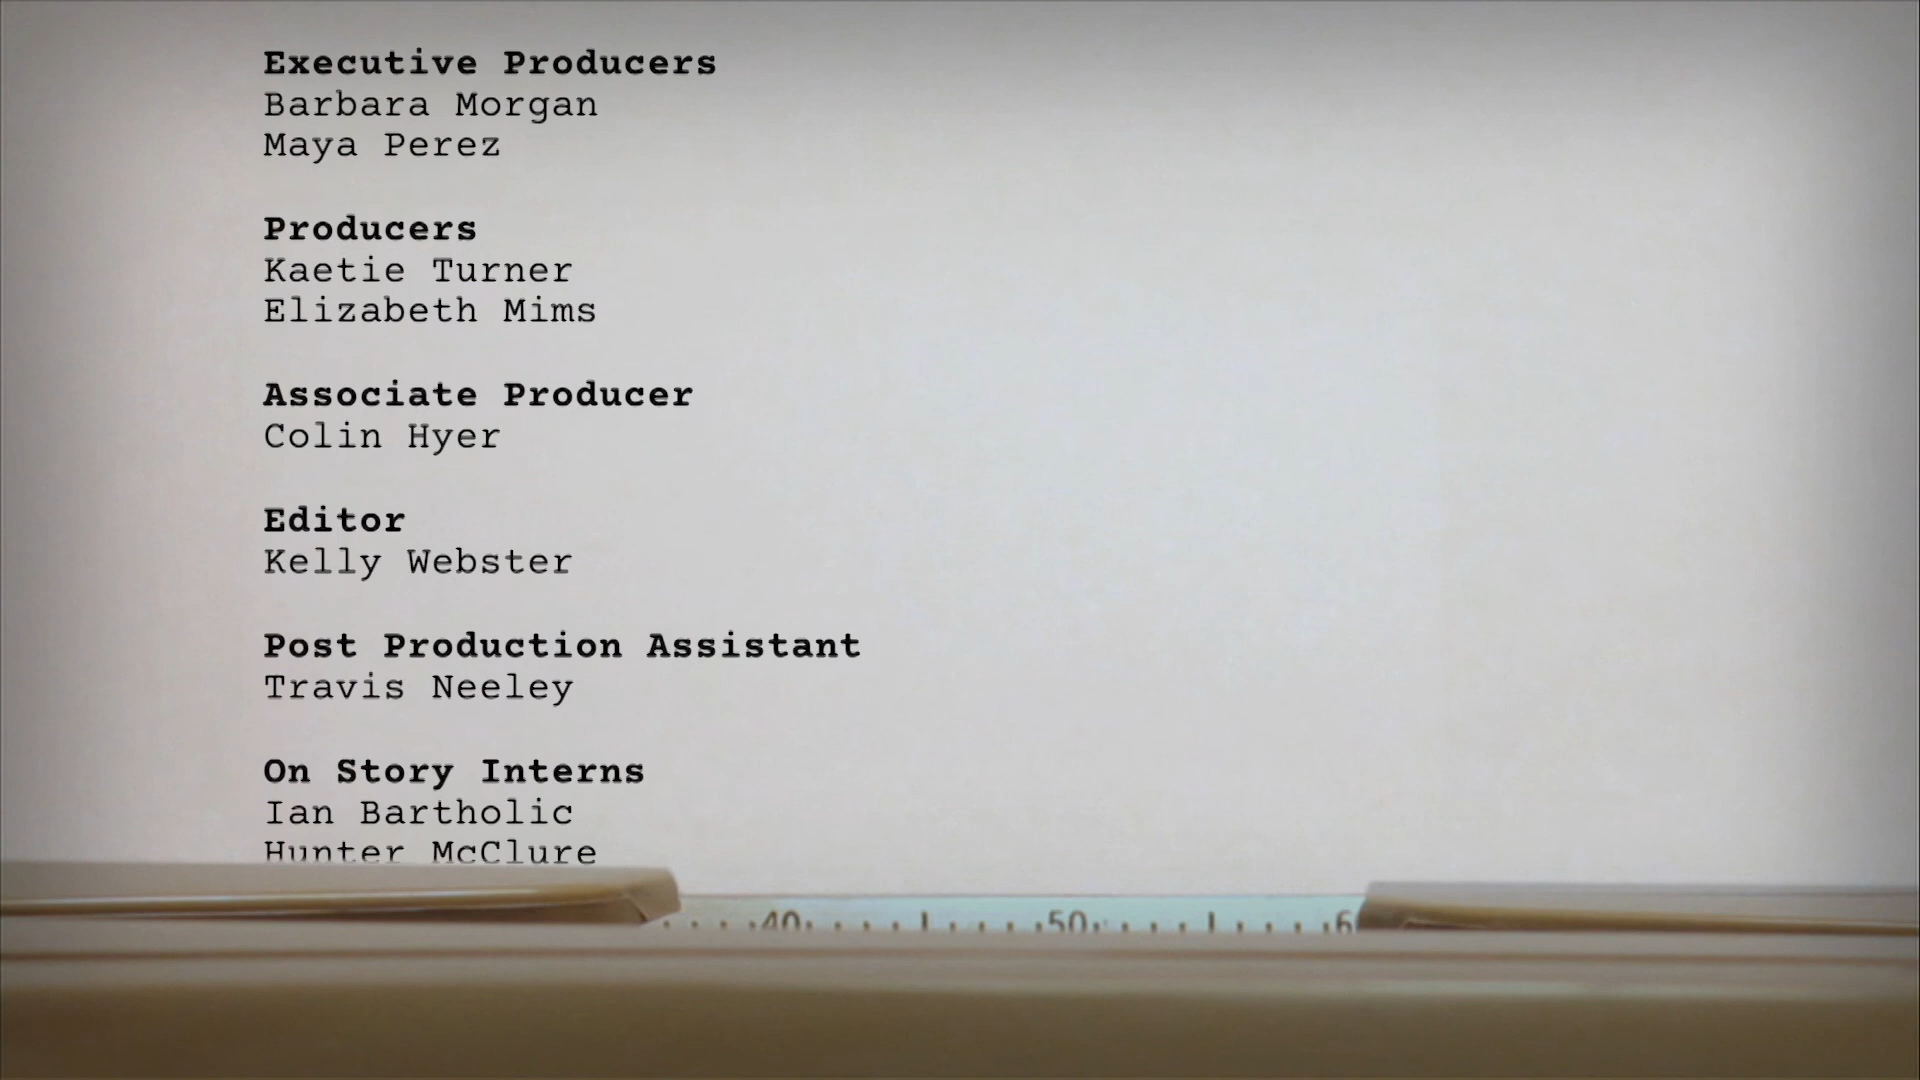 Executive Producers
Barbara Morgan
Maya Perez
Producers
Kaetie Turner
Elizabeth Mims
Associate Producer
Colin Hyer
Editor
Kelly Webster
Post Production Assistant
Travis Neeley
On Story Interns
Ian Bartholic
Hunter McClure
40 50 6